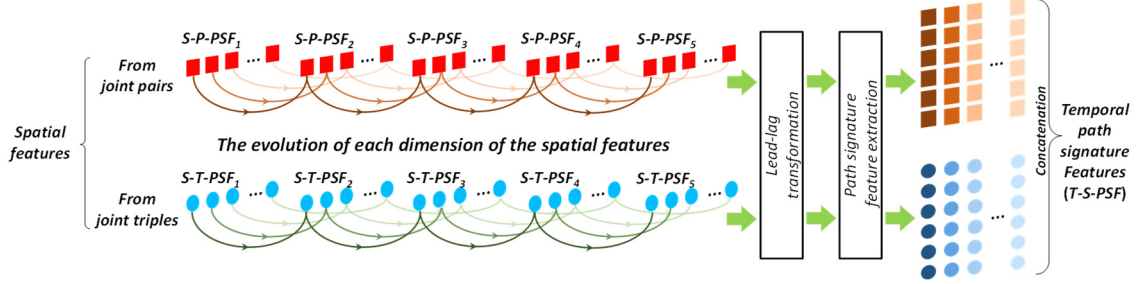 S-P-PSF1 ... S-P-PSF2 ... S-P-PSF3 ... S-P-PSF4 ... S-P-PSF5 ...
From
joint pairs
Spatial
features
The evolution of each dimension of the spatial features
S-T-PSF1 ... S-T-PSF2 ... S-T-PSF3 ... S-T-PSF4 ... S-T-PSF5 ...
From
joint triples
Lead-lag
transformation
Path signature
feature extraction
...
...
Concatenation
Temporal
path
signature
Features
(T-S-PSF)